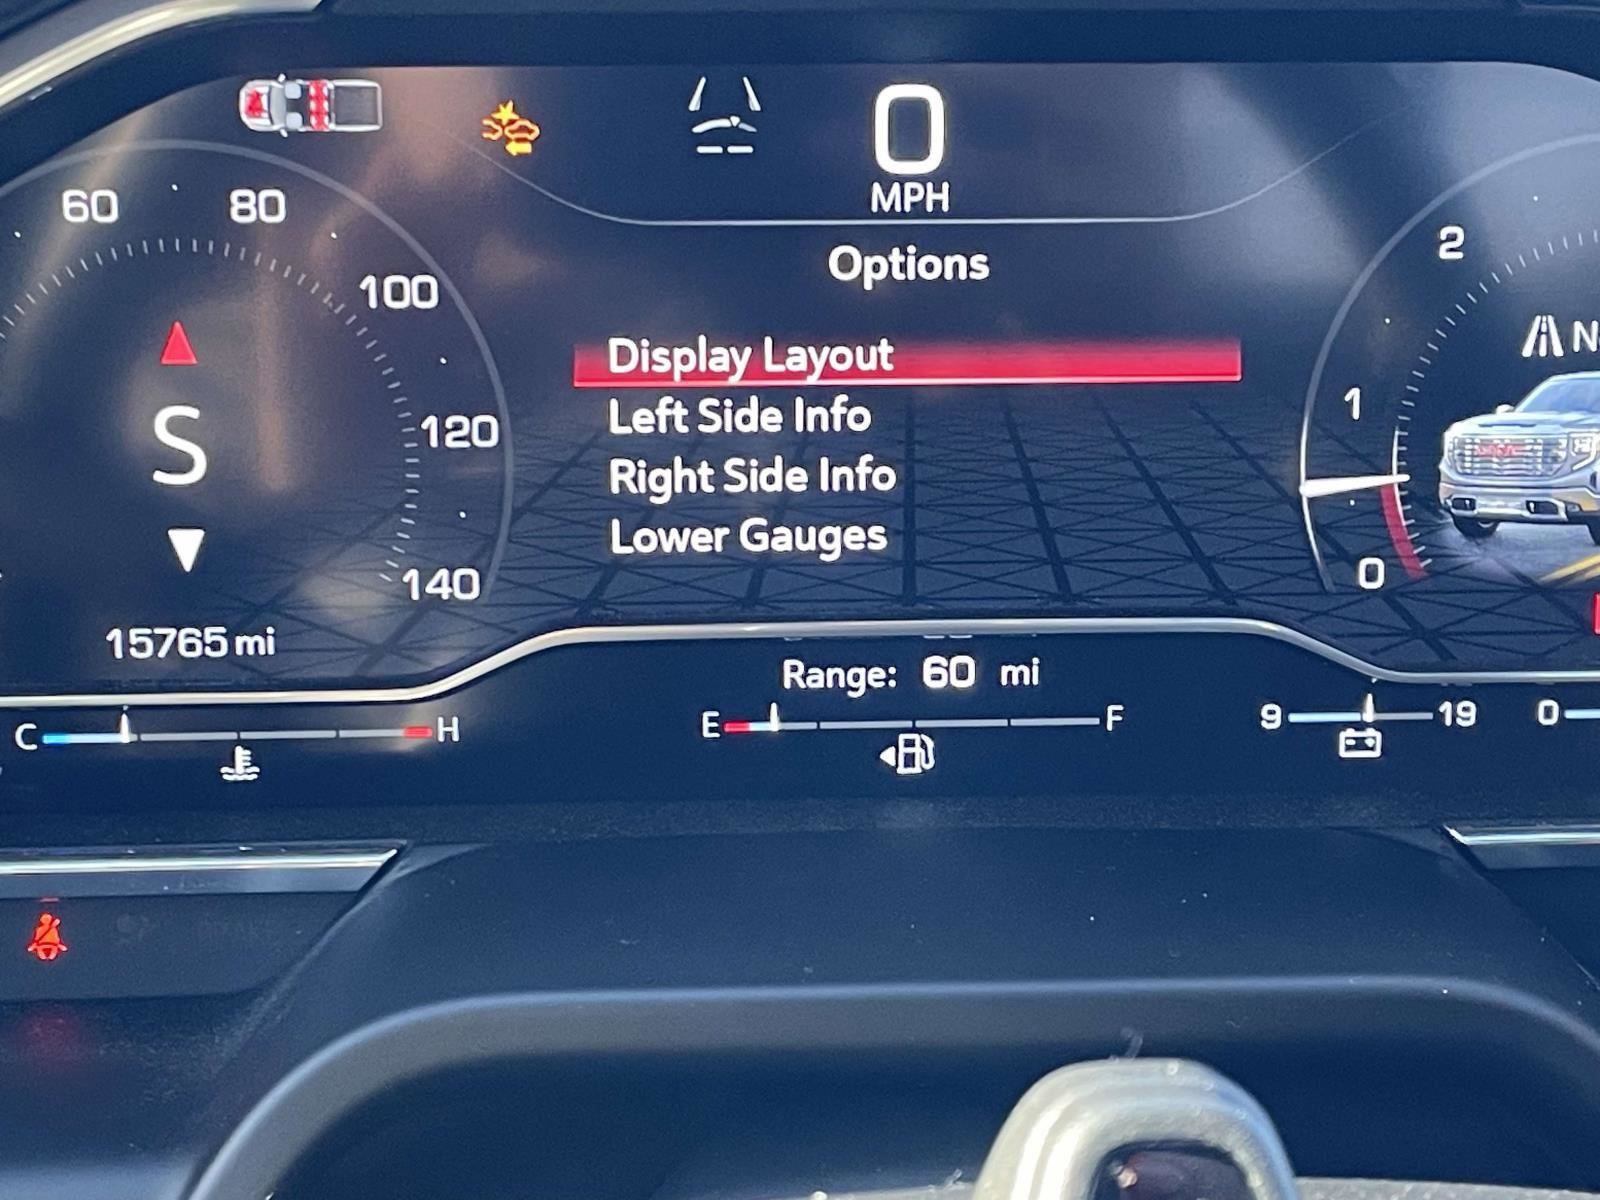 0
MPH
60
80
100
120
140
S
15765 mi
Options
Display Layout
Left Side Info
Right Side Info
Lower Gauges
2
1
0
N
GMC
Range: 60 mi
C
H
E
F
9
19
0